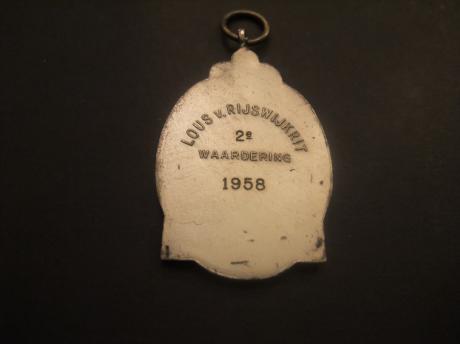 LOUS v. RIJSWIJKRIT
2e
WAARDERING
1958